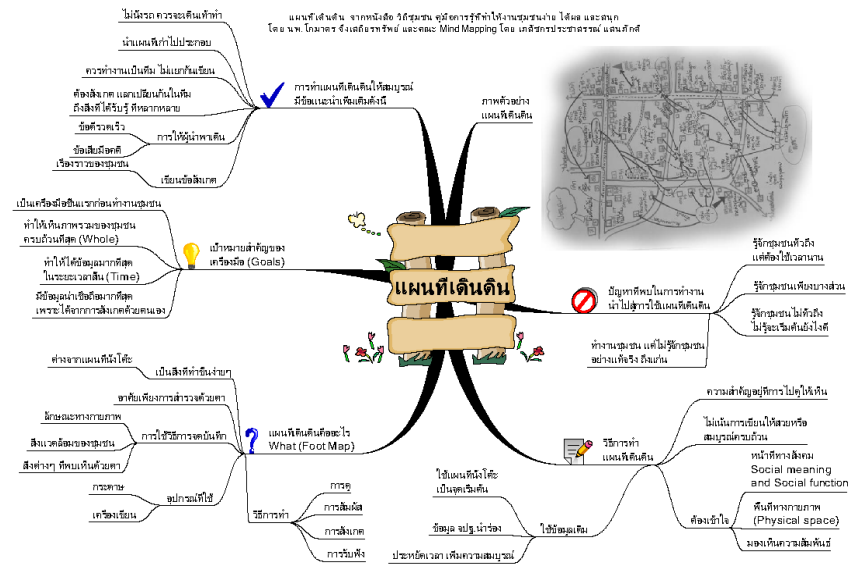 แผนที่เดินดิน จากหนังสือ วิถีชุมชน คู่มือการรู้ที่ทำให้งานชุมชนง่าย ได้ผล และสนุก
โดย นพ.โกมาตร จึงเสถียรทรัพย์ และคณะ Mind Mapping โดย เภสัชกรประชาสรรณ์ แสนภักดี
ไม่นั่งรถ ควรจะเดินเท้าทำ
นำแผนที่เก่าไปประกอบ
ควรทำงานเป็นทีม ไม่แยกกันเขียน
ต้องสังเกต แลกเปลี่ยนกันในทีม
ถึงสิ่งที่ได้รับรู้ ที่หลากหลาย
ข้อดีรวดเร็ว
ข้อเสียมีอคติ
การให้ผู้นำพาเดิน
เรื่องราวของชุมชน
เขียนข้อสังเกต
การทำแผนที่เดินดินให้สมบูรณ์
มีข้อแนะนำเพิ่มเติมดังนี้
ภาพตัวอย่าง
แผนที่เดินดิน
เป็นเครื่องมือชิ้นแรกก่อนทำงานชุมชน
ทำให้เห็นภาพรวมของชุมชน
ครบถ้วนที่สุด (Whole)
ทำให้ได้ข้อมูลมากที่สุด
ในระยะเวลาสั้น (Time)
มีข้อมูลน่าเชื่อถือมากที่สุด
เพราะได้จากการสังเกตด้วยตนเอง
เป้าหมายสำคัญของ
เครื่องมือ (Goals)
แผนที่เดินดิน
ปัญหาที่พบในการทำงาน
นำไปสู่การใช้แผนที่เดินดิน
รู้จักชุมชนทั่วถึง
แต่ต้องใช้เวลานาน
รู้จักชุมชนเพียงบางส่วน
รู้จักชุมชน ไม่ทั่วถึง
ไม่รู้จะเริ่มต้นยังไงดี
ทำงานชุมชน แต่ไม่รู้จักชุมชน
อย่างแท้จริง ถึงแก่น
ต่างจากแผนที่นั่งโต๊ะ
เป็นสิ่งที่ทำขึ้นง่ายๆ
อาศัยเพียงการสำรวจด้วยตา
ลักษณะทางกายภาพ
สิ่งแวดล้อมของชุมชน
สิ่งต่างๆ ที่พบเห็นด้วยตา
การใช้วิธีการจดบันทึก
กระดาษ
เครื่องเขียน
อุปกรณ์ที่ใช้
วิธีการทำ
การดู
การสัมผัส
การสังเกต
การรับฟัง
แผนที่เดินดินคืออะไร
What (Foot Map)
วิธีการทำ
แผนที่เดินดิน
ความสำคัญอยู่ที่การไปดูให้เห็น
ไม่เน้นการเขียนให้สวยหรือ
สมบูรณ์ครบถ้วน
หน้าที่ทางสังคม
Social meaning
and Social function
พื้นที่ทางกายภาพ
(Physical space)
มองเห็นความสัมพันธ์
ต้องเข้าใจ
ใช้แผนที่นั่งโต๊ะ
เป็นจุดเริ่มต้น
ข้อมูล จปฐ.นำร่อง
ประหยัดเวลา เพิ่มความสมบูรณ์
ใช้ข้อมูลเดิม